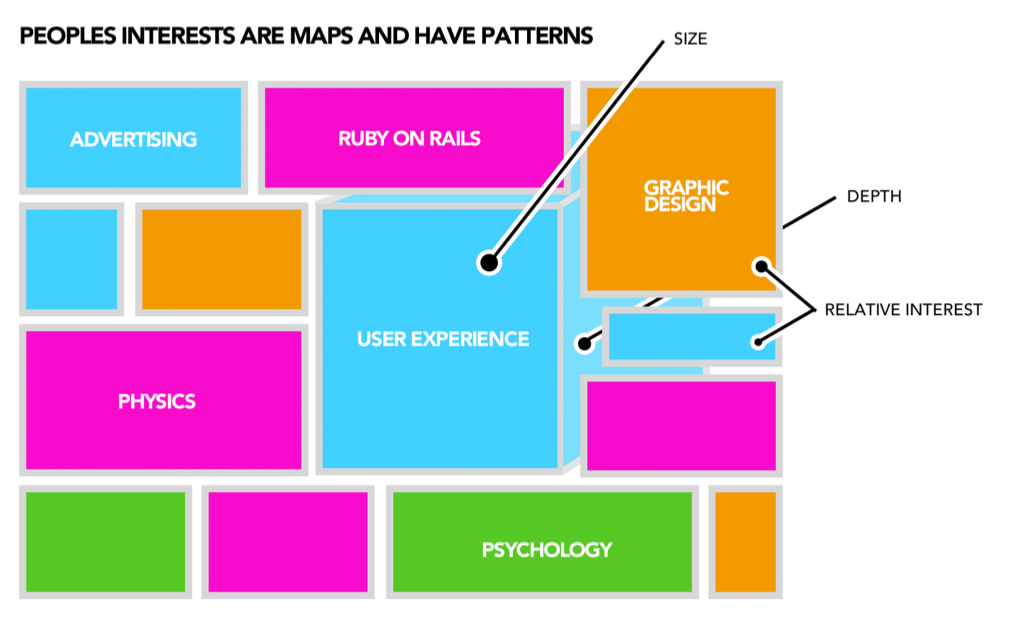 PEOPLES INTERESTS ARE MAPS AND HAVE PATTERNS
SIZE
ADVERTISING
RUBY ON RAILS
GRAPHIC
DESIGN
DEPTH
RELATIVE INTEREST
USER EXPERIENCE
PHYSICS
PSYCHOLOGY